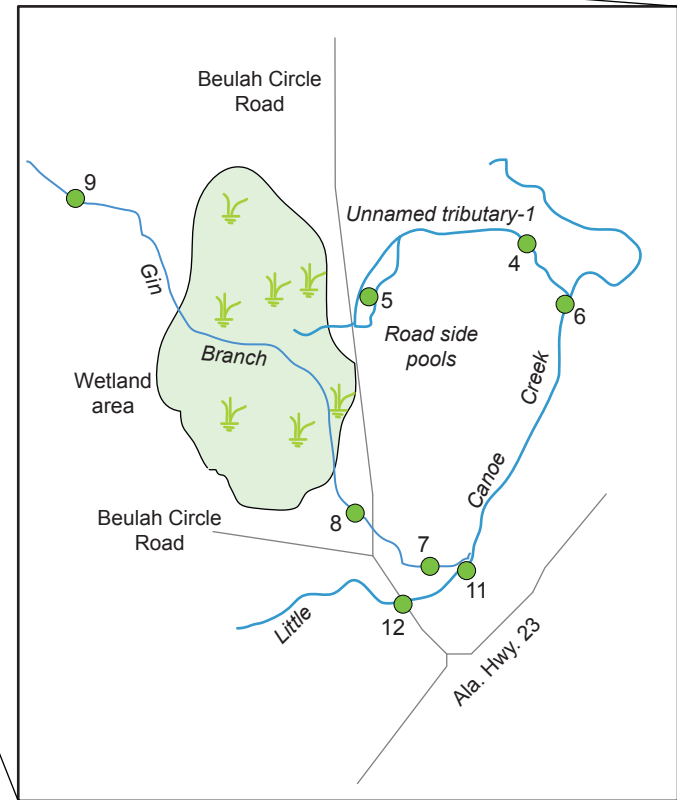 Beulah Circle
Road
9
Unnamed tributary-1
4
Gin
5
6
Road side
pools
Branch
Wetland
area
Creek
Canoe
Beulah Circle
Road
8
7
11
12
Little
Ala. Hwy. 23